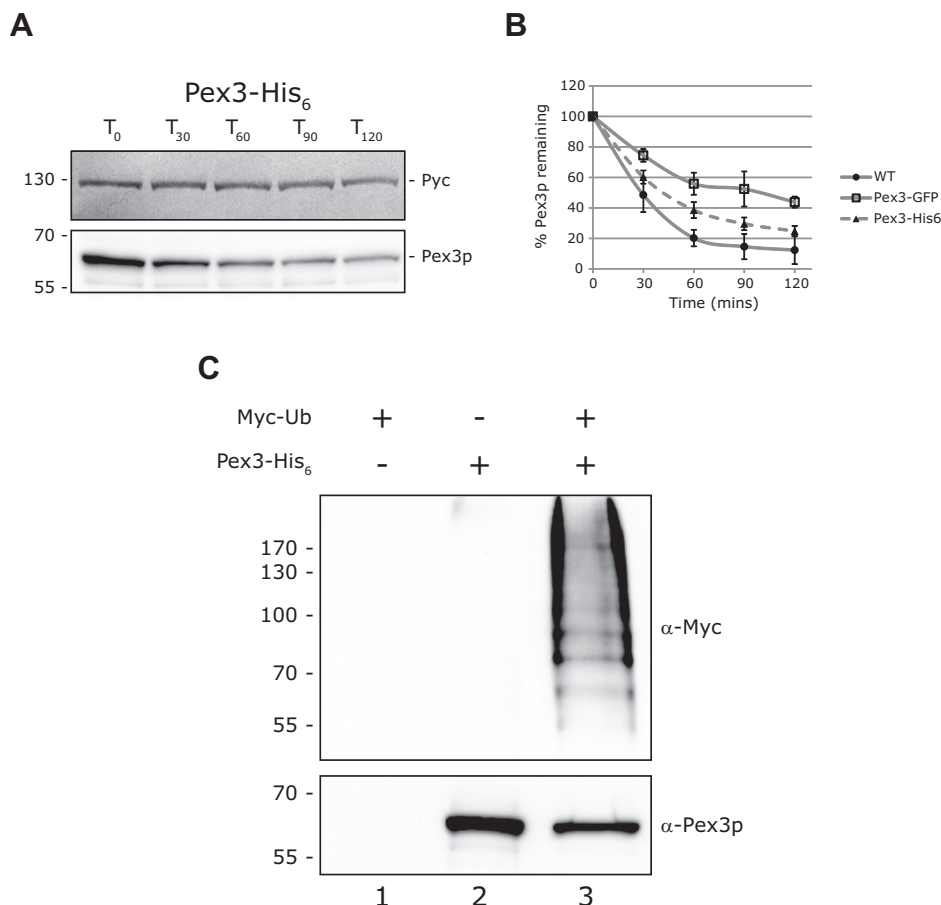 A
Pex3-His6
T0 T30 T60 T90 T120
130 -
- Pyc
70 -
- Pex3p
55 -
B
% Pex3p remaining
120
100
80
60
40
20
0
0 30 60 90 120
Time (mins)
WT
Pex3-GFP
Pex3-His6
C
Myc-Ub + - +
Pex3-His6 - + +
170 -
130 -
100 -
70 -
55 -
α-Myc
70 -
55 -
α-Pex3p
1 2 3